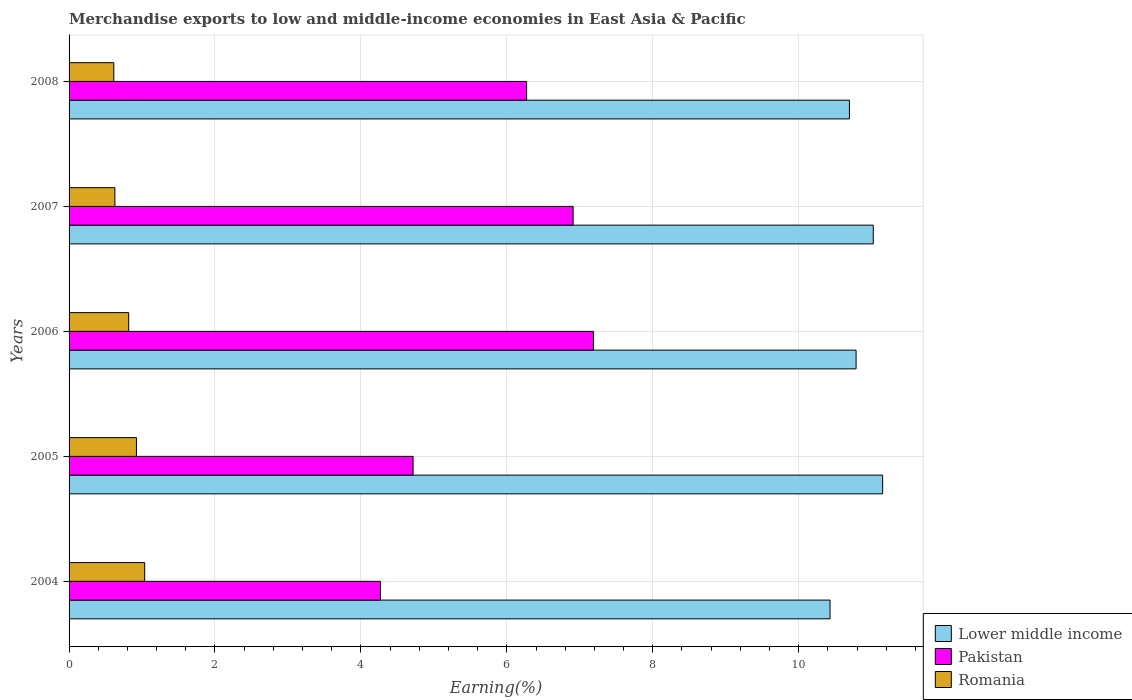 Merchandise exports to low and middle-income economies in East Asia & Pacific
2008
2007
2006
2005
2004
Years
0
2
4
6
8
10
Earning(%)
Lower middle income
Pakistan
Romania